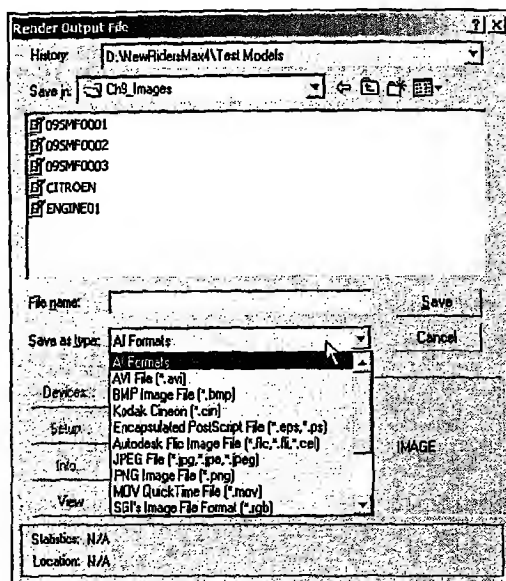 Render Output File
History: D:\NewRidersMax4\Test Models
Save in: Ch9_Images
09SMF0001
09SMF0002
09SMF0003
CITROEN
ENGINE01
File name: Save
Save as type: All Formats Cancel
All Formats
AVI File (*.avi)
BMP Image File (*.bmp)
Kodak Cineon (*.cin)
Encapsulated PostScript File (*.eps,*.ps)
Autodesk Flic Image File (*.flc,*.fli,*.cel)
JPEG File (*.jpg,*.jpe,*.jpeg)
PNG Image File (*.png)
MOV QuickTime File (*.mov)
SGI's Image File Format (*.rgb)
Devices...
Setup...
Info...
View
IMAGE
Statistics: N/A
Location: N/A